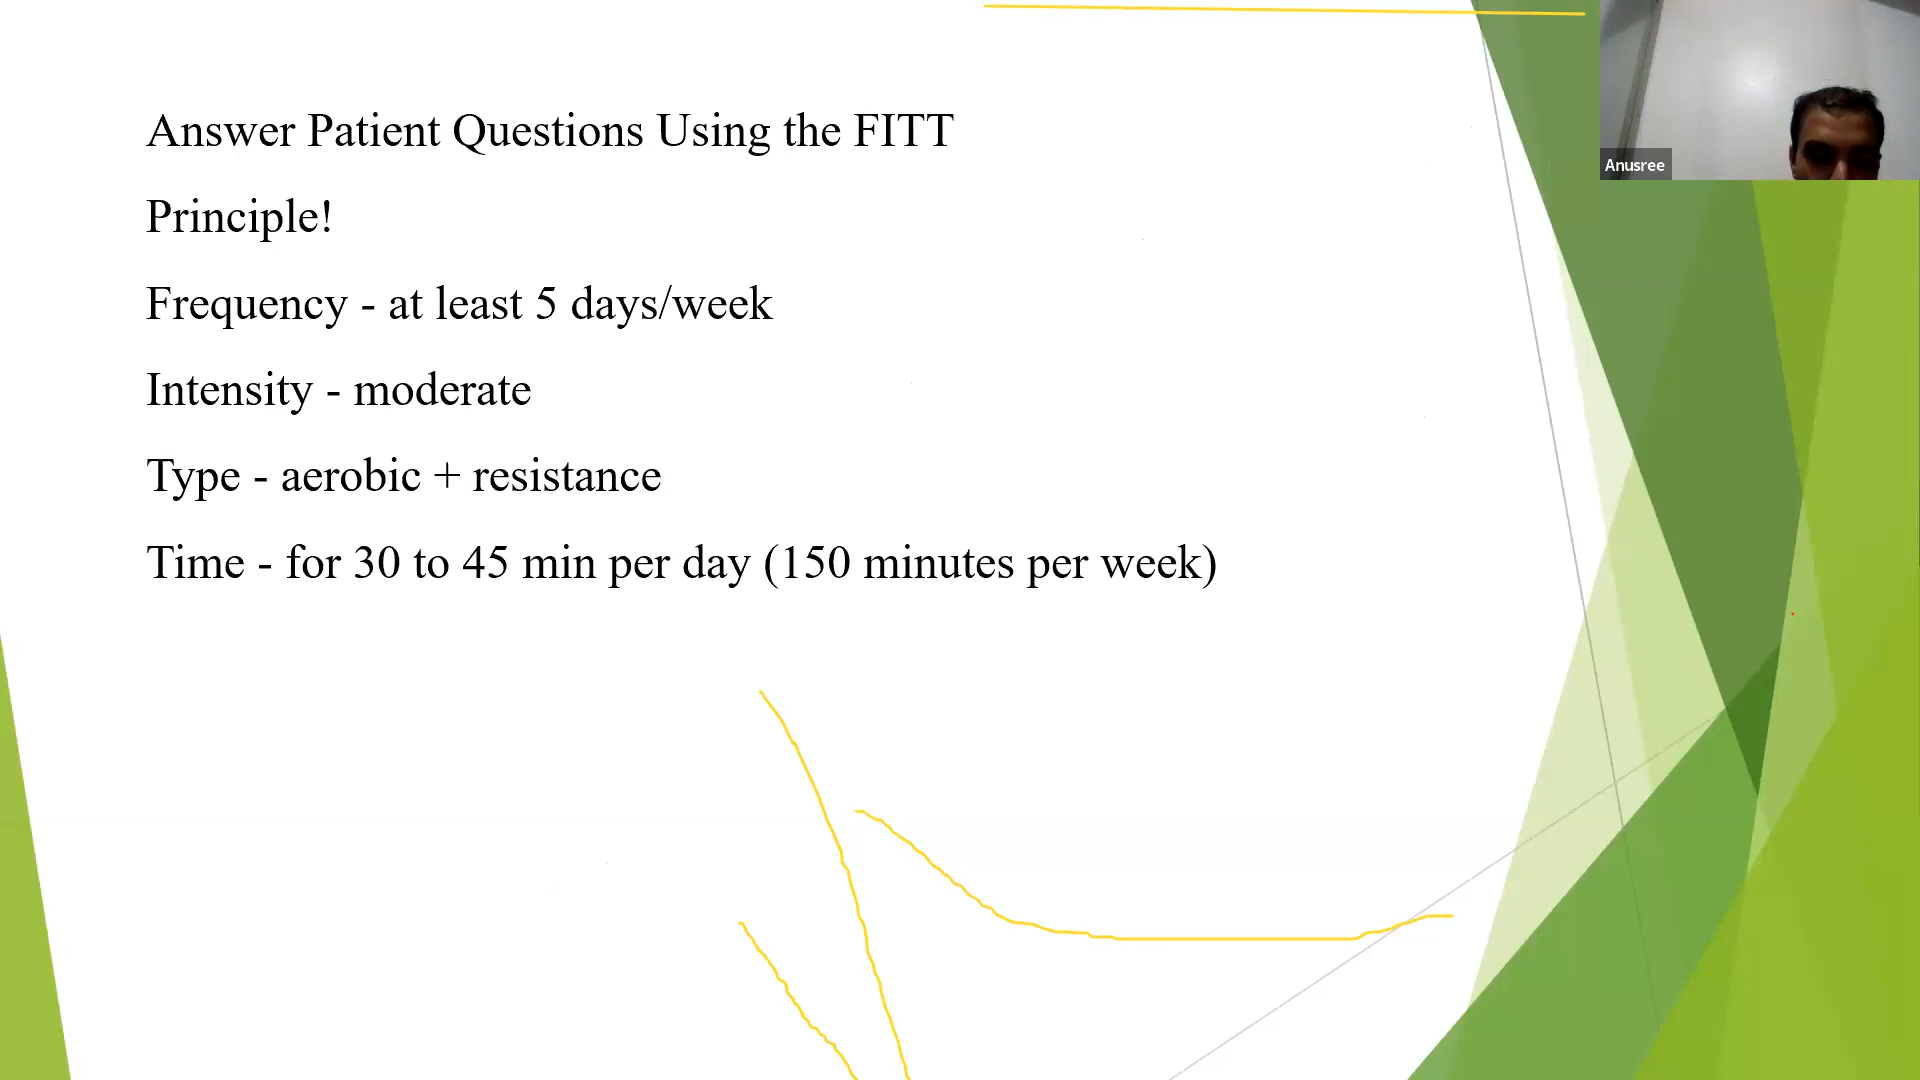 Answer Patient Questions Using the FITT
Principle!
Frequency - at least 5 days/week
Intensity - moderate
Type - aerobic + resistance
Time - for 30 to 45 min per day (150 minutes per week)
Anusree